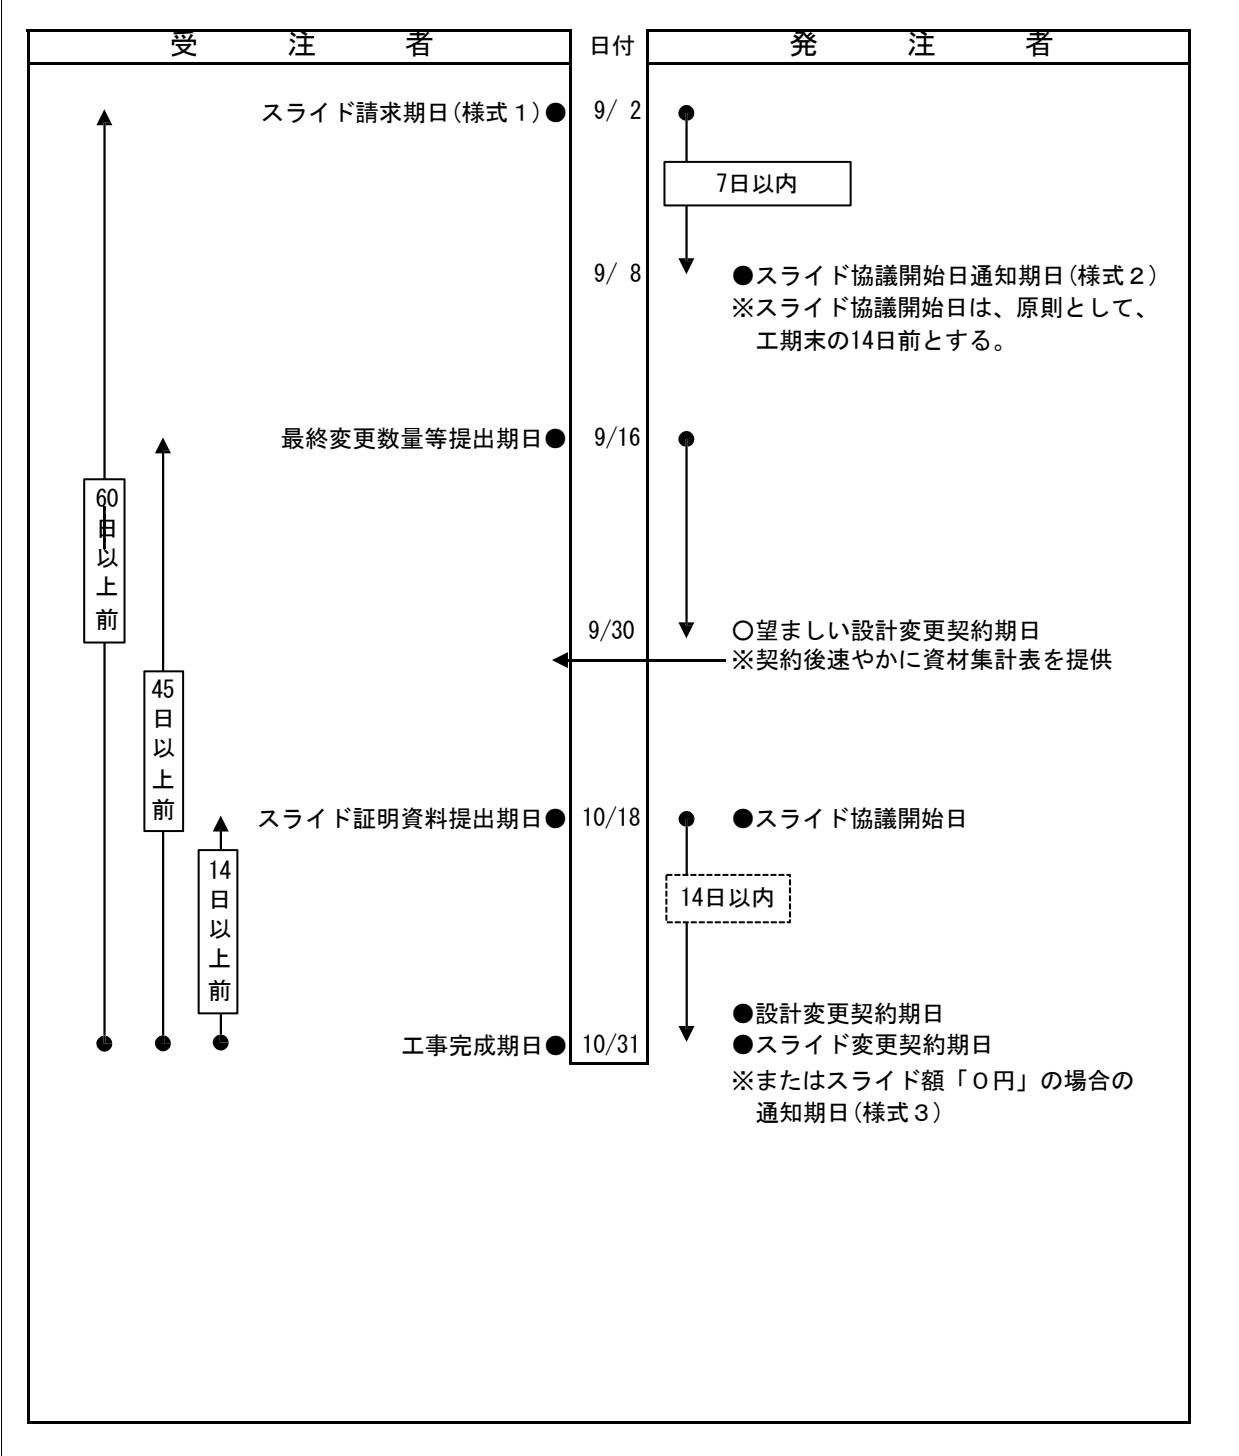 受　注　者
日付
発　注　者
スライド請求期日(様式１)●
9/ 2
7日以内
9/ 8
●スライド協議開始日通知期日(様式２)
※スライド協議開始日は、原則として、
工期末の14日前とする。
最終変更数量等提出期日●
9/16
60日以上前
9/30
○望ましい設計変更契約期日
※契約後速やかに資材集計表を提供
45日以上前
スライド証明資料提出期日●
10/18
●スライド協議開始日
14日以上前
14日以内
工事完成期日●
10/31
●設計変更契約期日
●スライド変更契約期日
※またはスライド額「０円」の場合の
通知期日(様式３)